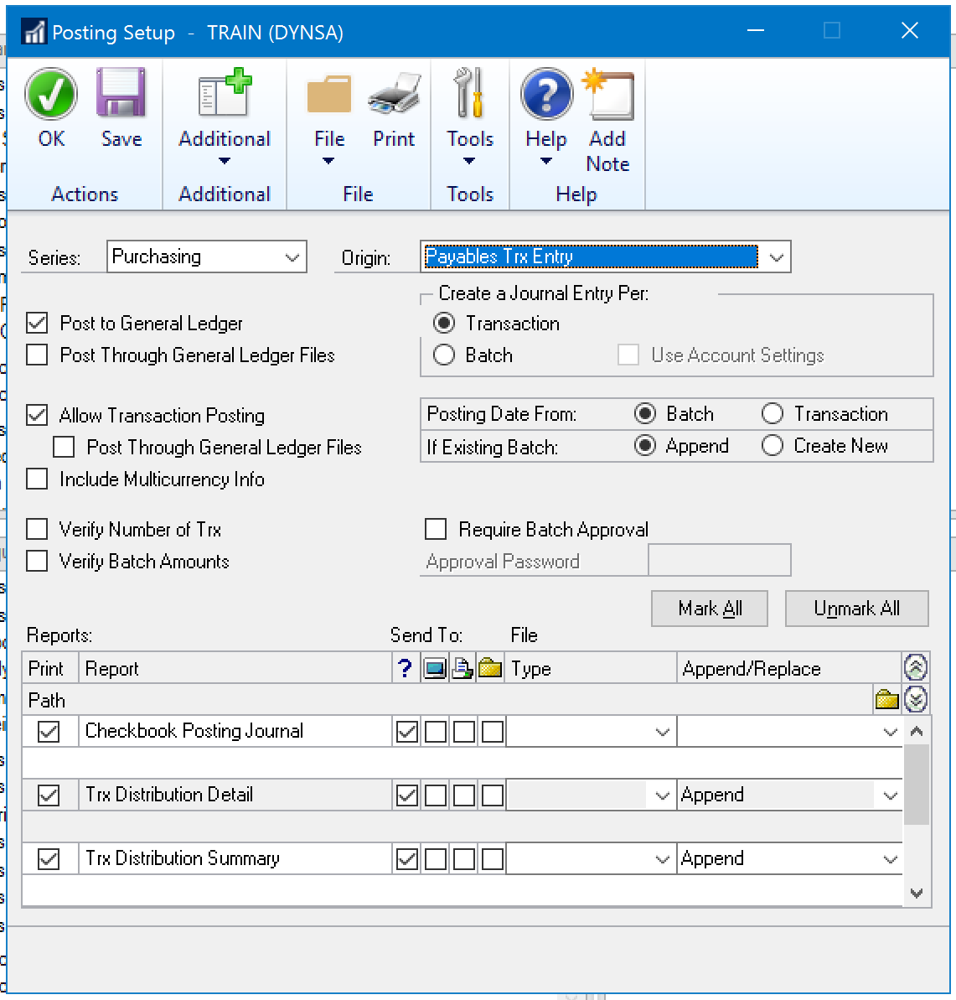 Posting Setup - TRAIN (DYNSA)
OK Save Additional File Print Tools Help Add Note
Actions Additional File Tools Help
Series: Purchasing Origin: Payables Trx Entry
Create a Journal Entry Per:
Post to General Ledger Transaction
Post Through General Ledger Files Batch Use Account Settings
Allow Transaction Posting Posting Date From: Batch Transaction
Post Through General Ledger Files If Existing Batch: Append Create New
Include Multicurrency Info
Verify Number of Trx Require Batch Approval
Verify Batch Amounts Approval Password
Mark All Unmark All
Reports: Send To: File
Print Report ? Type Append/Replace
Path
Checkbook Posting Journal
Trx Distribution Detail Append
Trx Distribution Summary Append